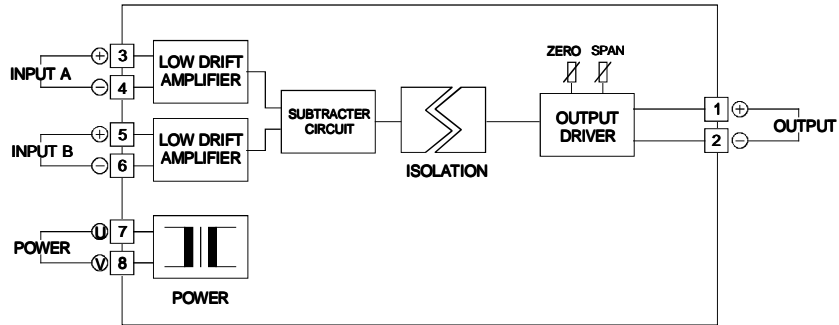 ZERO SPAN
INPUT A
+ 3
− 4
LOW DRIFT
AMPLIFIER
INPUT B
+ 5
− 6
LOW DRIFT
AMPLIFIER
SUBTRACTER
CIRCUIT
ISOLATION
OUTPUT
DRIVER
1 +
2 −
OUTPUT
POWER
U 7
V 8
POWER